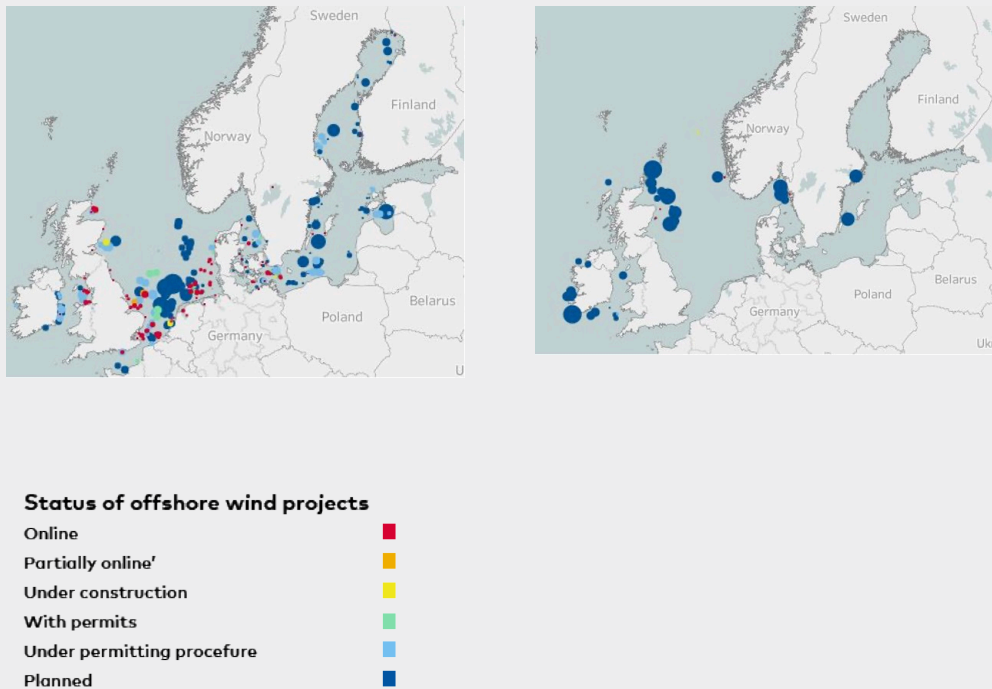 Sweden
Finland
Norway
Belarus
Poland
Germany
U
Sweden
Finland
Norway
Belarus
Poland
Germany
Uk
Status of offshore wind projects
Online
Partially online'
Under construction
With permits
Under permitting procefure
Planned